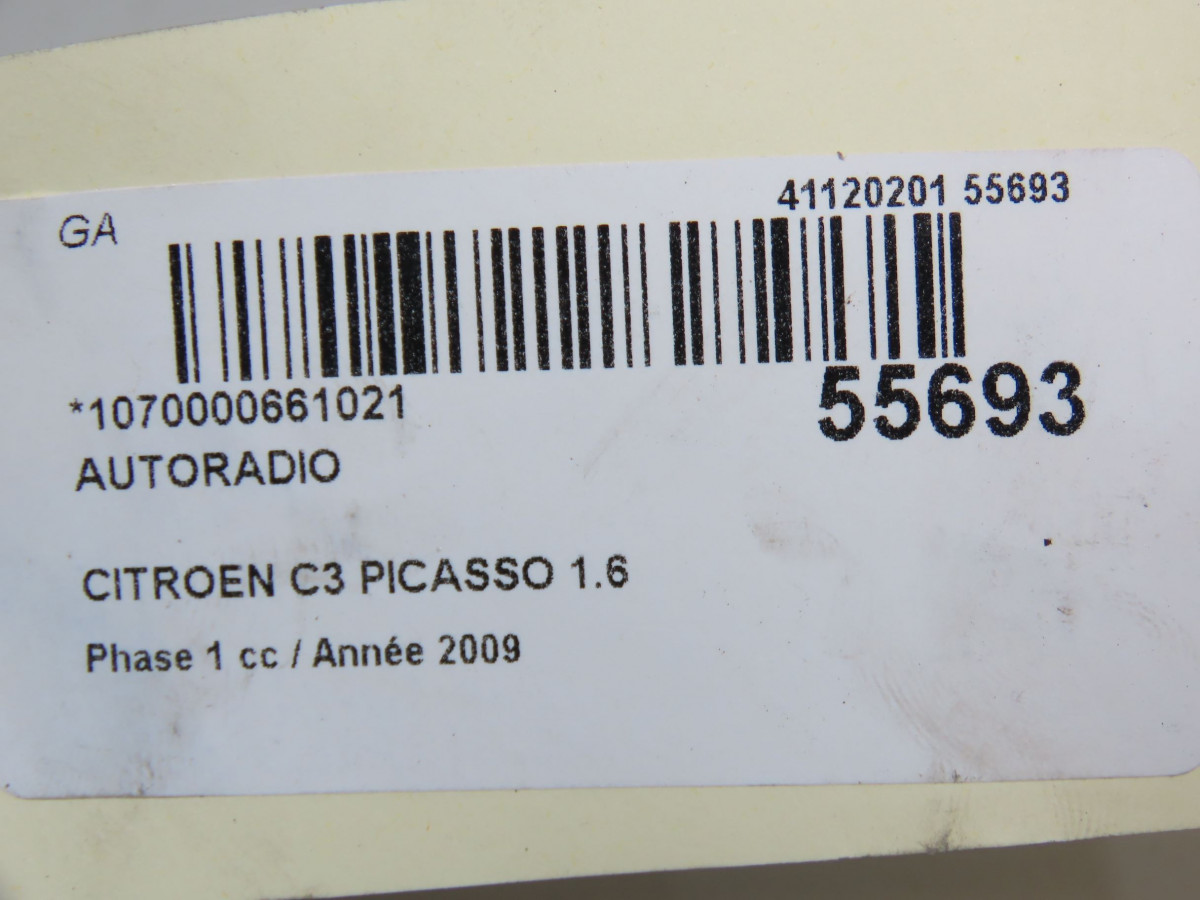 GA
41120201 55693
*1070000661021
55693
AUTORADIO
CITROEN C3 PICASSO 1.6
Phase 1 cc / Année 2009